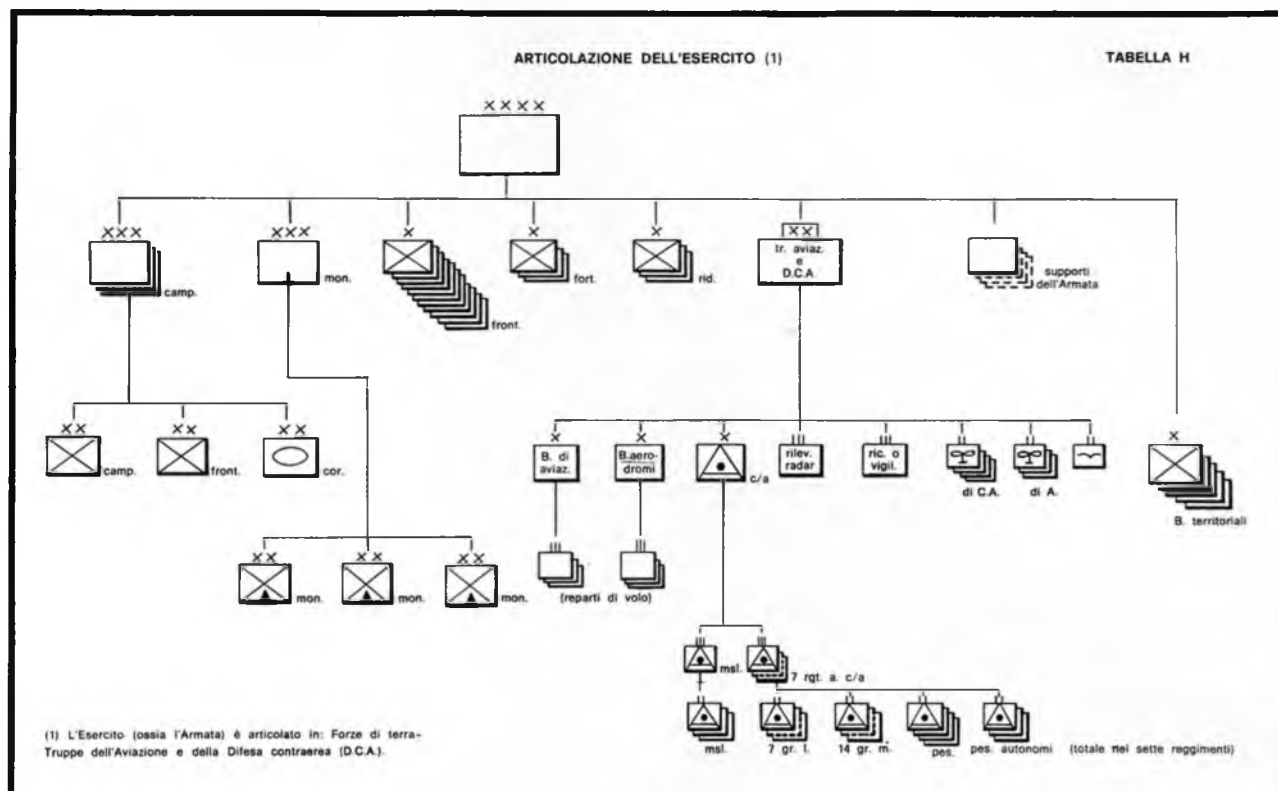 ARTICOLAZIONE DELL'ESERCITO (1)
TABELLA H
camp.
mon.
front.
fort.
rid.
tr. aviaz.
e
D.C.A.
supporti
dell'Armata
camp.
front.
cor.
B. di
aviaz.
B.aero-
dromi
c/a
rilev.
radar
ric. o
vigil.
di C.A.
di A.
B. territoriali
mon.
mon.
mon.
(reparti di volo)
msl.
7 rgt. a. c/a
msl.
7 gr. l.
14 gr. m.
pes.
pes. autonomi
(totale nei sette reggimenti)
(1) L'Esercito (ossia l'Armata) è articolato in: Forze di terra-
Truppe dell'Aviazione e della Difesa contraerea (D.C.A.).